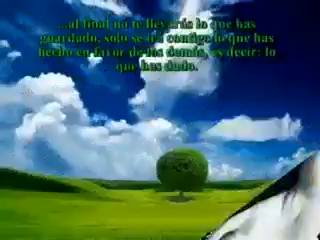 ...al final no te llevarás lo que has
guardado, solo se irá contigo lo que has
hecho en favor de los demás, es decir: lo
que has dado.